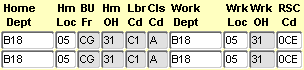 Home Hm BU Hm Lbr Cls Work Wrk Wrk RSC
Dept Loc Fr OH Cd Cd Dept Loc OH Cd
B18 05 CG 31 C1 A B18 05 31 0CE
B18 05 CG 31 C1 A B18 05 31 0CE